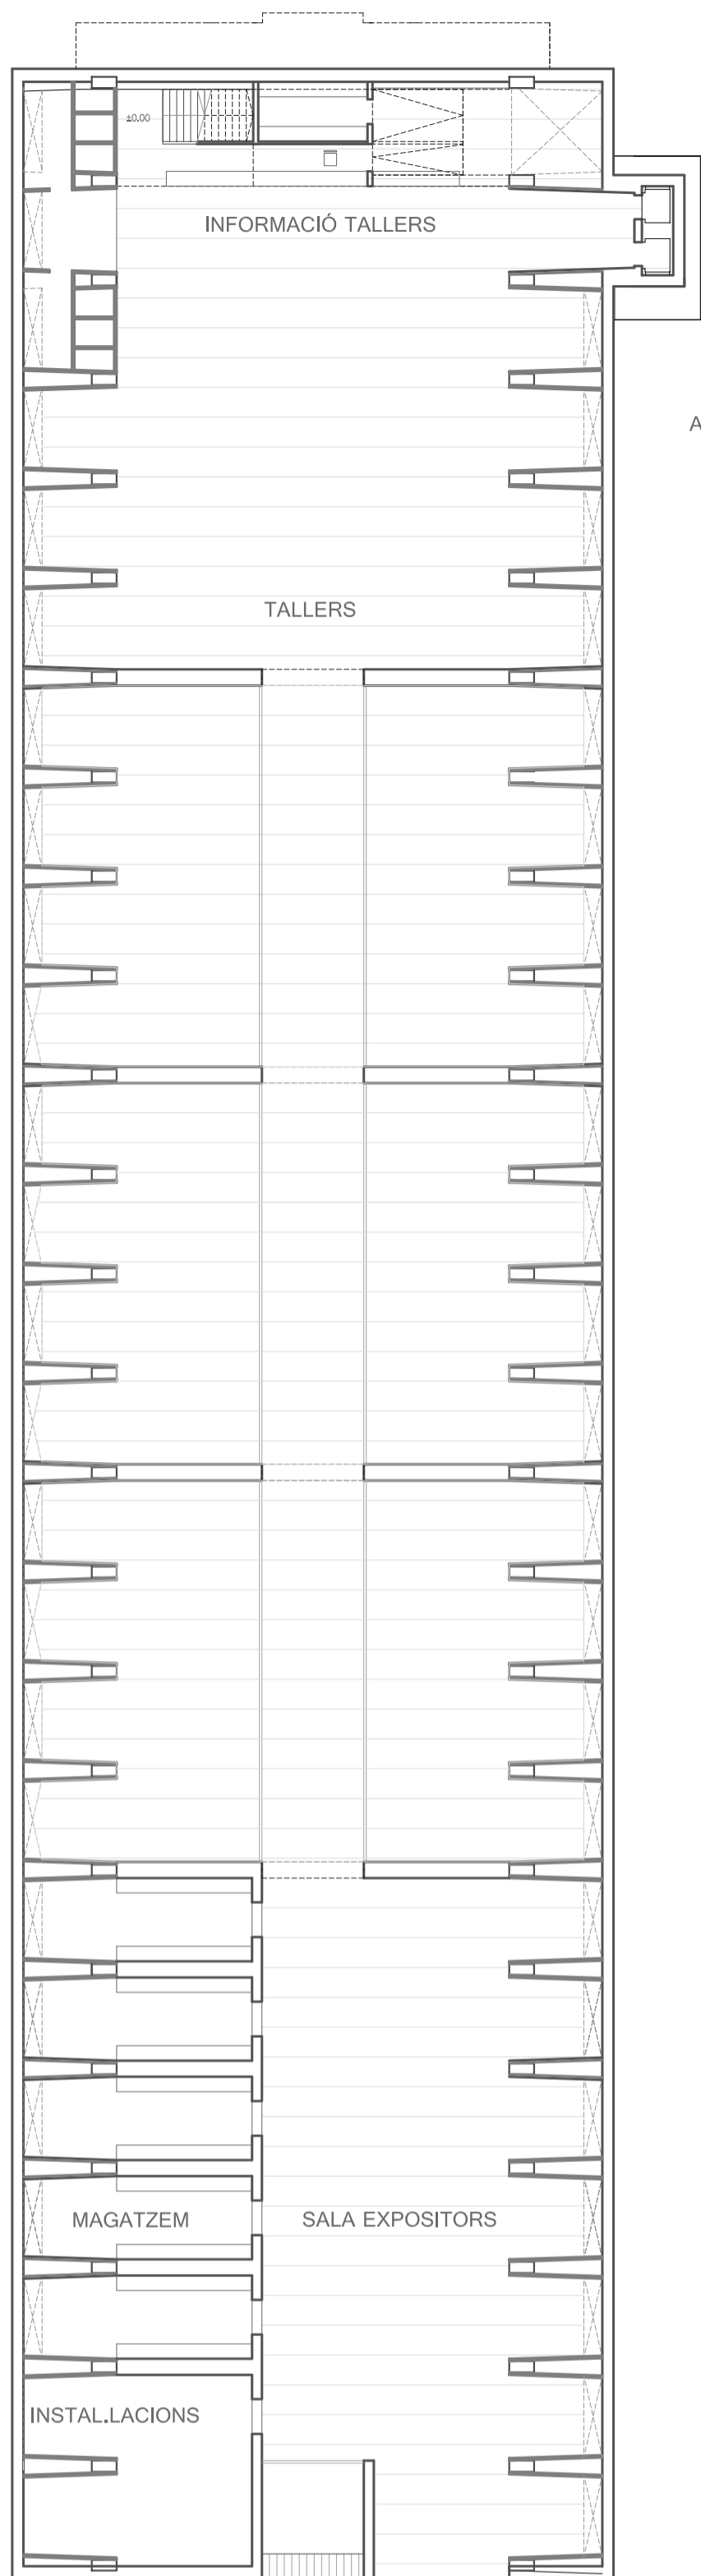 ±0.00
INFORMACIÓ TALLERS
A
TALLERS
MAGATZEM
SALA EXPOSITORS
INSTAL.LACIONS